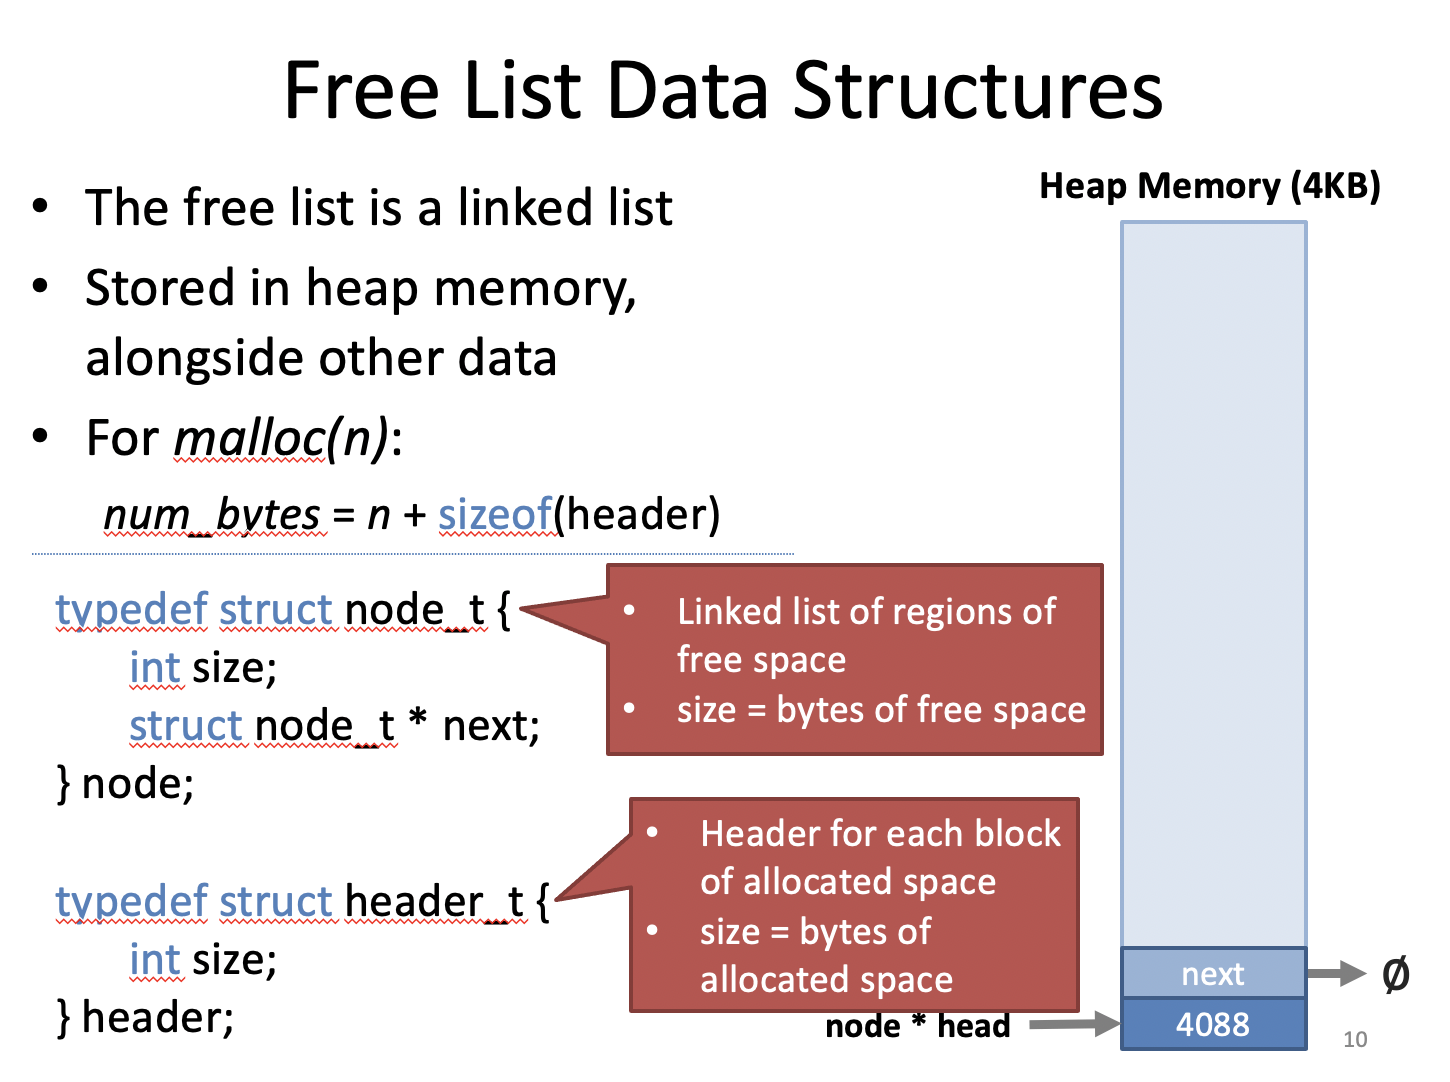 Free List Data Structures
• The free list is a linked list
• Stored in heap memory,
alongside other data
• For malloc(n):
num_bytes = n + sizeof(header)
typedef struct node_t {
int size;
struct node_t * next;
} node;
• Linked list of regions of
free space
• size = bytes of free space
typedef struct header_t {
int size;
} header;
• Header for each block
of allocated space
• size = bytes of
allocated space
Heap Memory (4KB)
next
Ø
node * head
4088
10